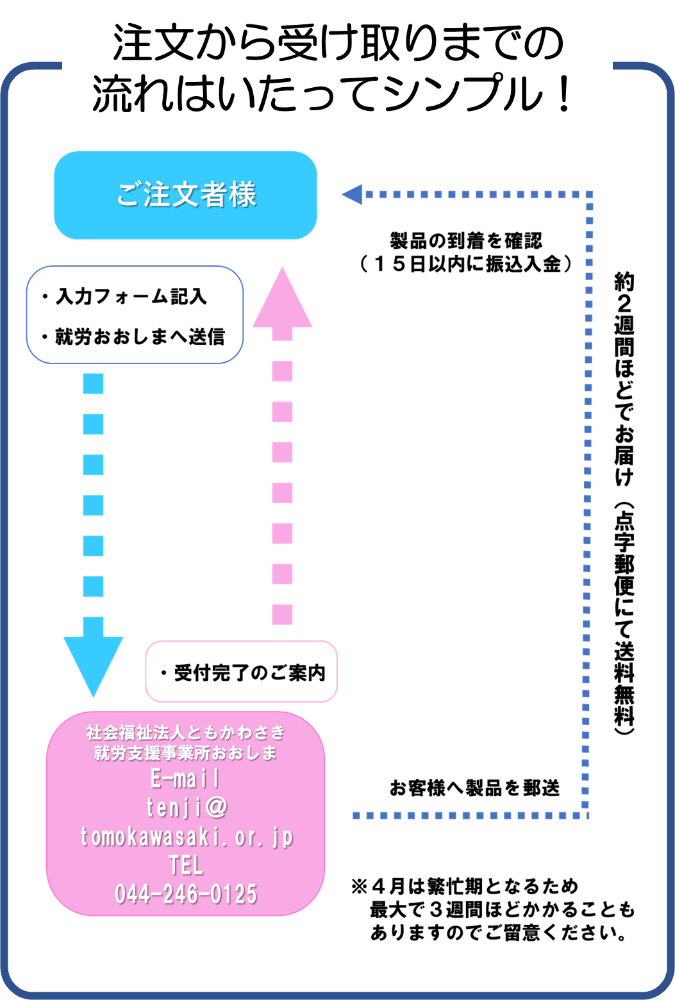 注文から受け取りまでの
流れはいたってシンプル！
ご注文者様
・入力フォーム記入
・就労おおしまへ送信
製品の到着を確認
（１５日以内に振込入金）
約２週間ほどでお届け（点字郵便にて送料無料）
・受付完了のご案内
社会福祉法人ともかわさき
就労支援事業所おおしま
E-mail
tenji@
tomokawasaki.or.jp
TEL
044-246-0125
お客様へ製品を郵送
※４月は繁忙期となるため
最大で３週間ほどかかることも
ありますのでご留意ください。